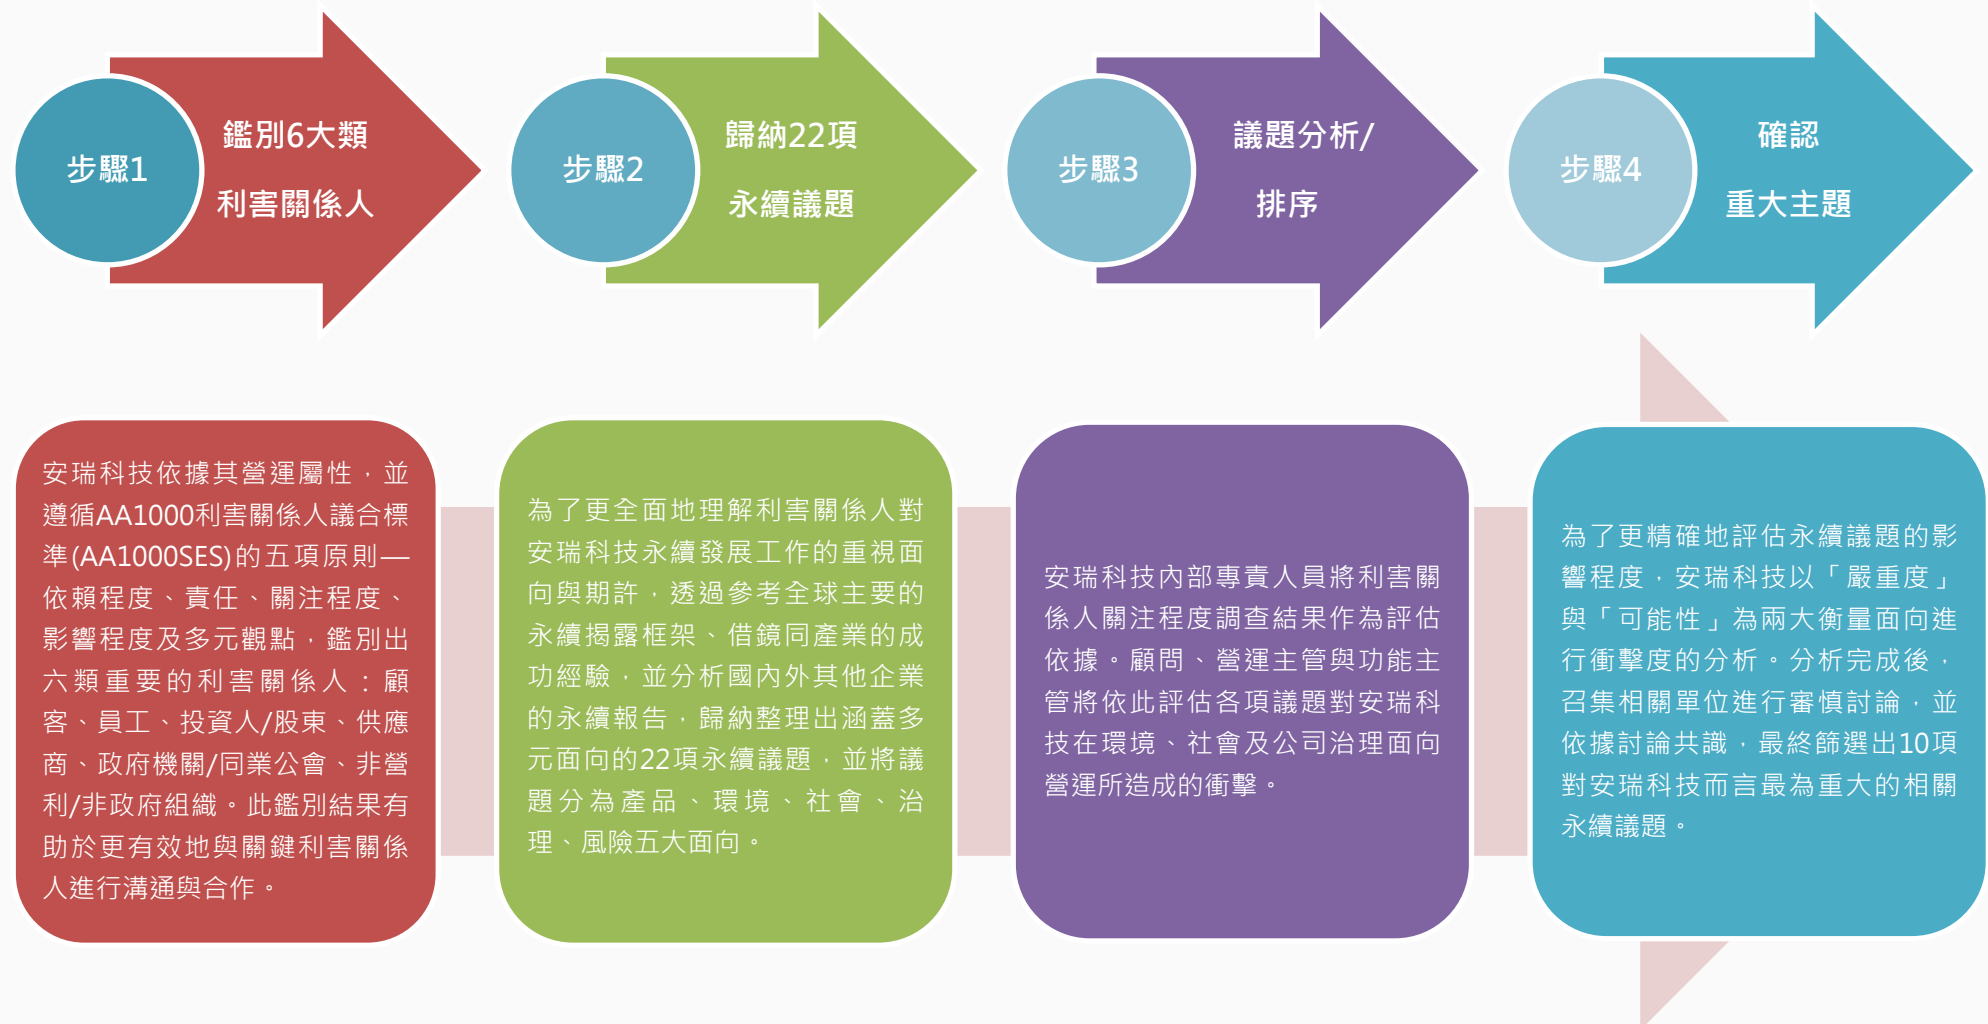 步驟1
鑑別6大類
利害關係人
步驟2
歸納22項
永續議題
步驟3
議題分析/
排序
步驟4
確認
重大主題
安瑞科技依據其營運屬性，並
遵循AA1000利害關係人議合標
準(AA1000SES)的五項原則—
依賴程度、責任、關注程度、
影響程度及多元觀點，鑑別出
六類重要的利害關係人：顧
客、員工、投資人/股東、供應
商、政府機關/同業公會、非營
利/非政府組織。此鑑別結果有
助於更有效地與關鍵利害關係
人進行溝通與合作。
為了更全面地理解利害關係人對
安瑞科技永續發展工作的重視面
向與期許，透過參考全球主要的
永續揭露框架、借鏡同產業的成
功經驗，並分析國內外其他企業
的永續報告，歸納整理出涵蓋多
元面向的22項永續議題，並將議
題分為產品、環境、社會、治
理、風險五大面向。
安瑞科技內部專責人員將利害關
係人關注程度調查結果作為評估
依據。顧問、營運主管與功能主
管將依此評估各項議題對安瑞科
技在環境、社會及公司治理面向
營運所造成的衝擊。
為了更精確地評估永續議題的影
響程度，安瑞科技以「嚴重度」
與「可能性」為兩大衡量面向進
行衝擊度的分析。分析完成後，
召集相關單位進行審慎討論，並
依據討論共識，最終篩選出10項
對安瑞科技而言最為重大的相關
永續議題。